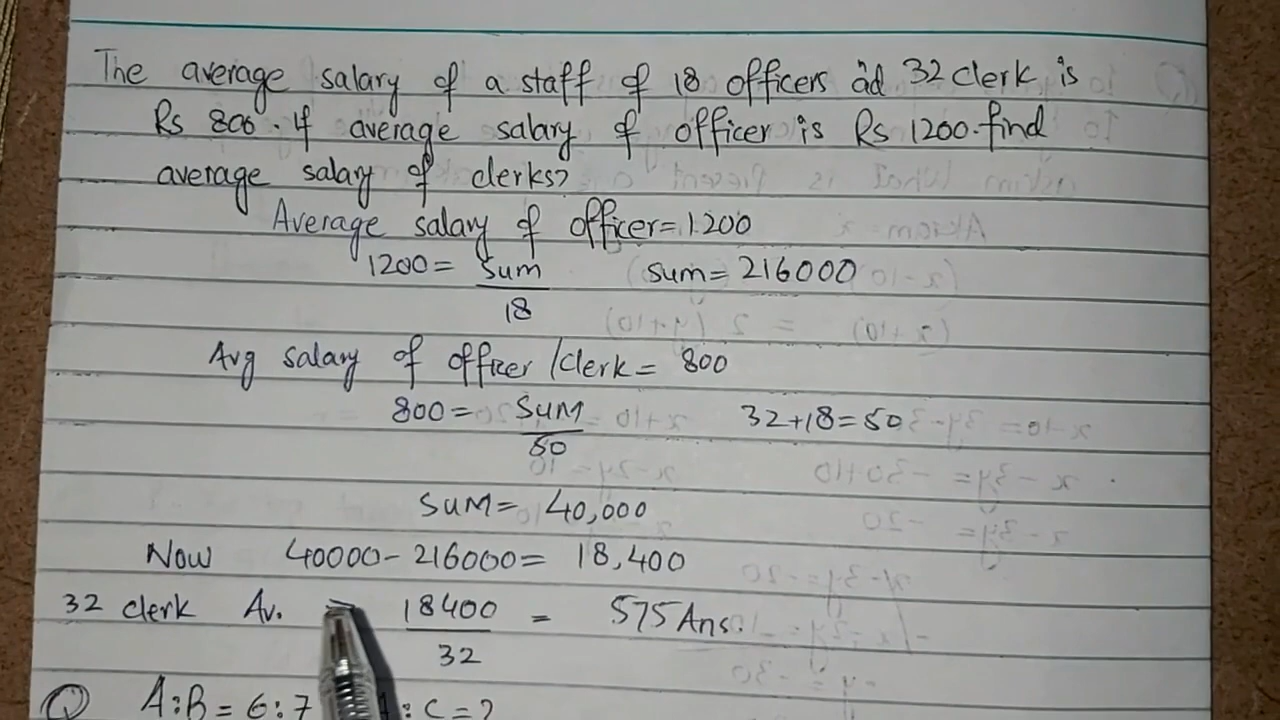 The average salary of a staff of 18 officers ad 32 clerk is
Rs 800. If average salary of officer is Rs 1200. find
average salary of clerks?
Average salary of officer = 1200
1200 = Sum / 18 sum = 216000
Avg salary of officer / Clerk = 800
800 = SUM / 50 32+18=50
SUM = 40,000
Now 40000 - 216000 = 18,400
32 clerk Av. = 18400 / 32 = 575 Ans.
Q A:B = 6:7 : C = ?